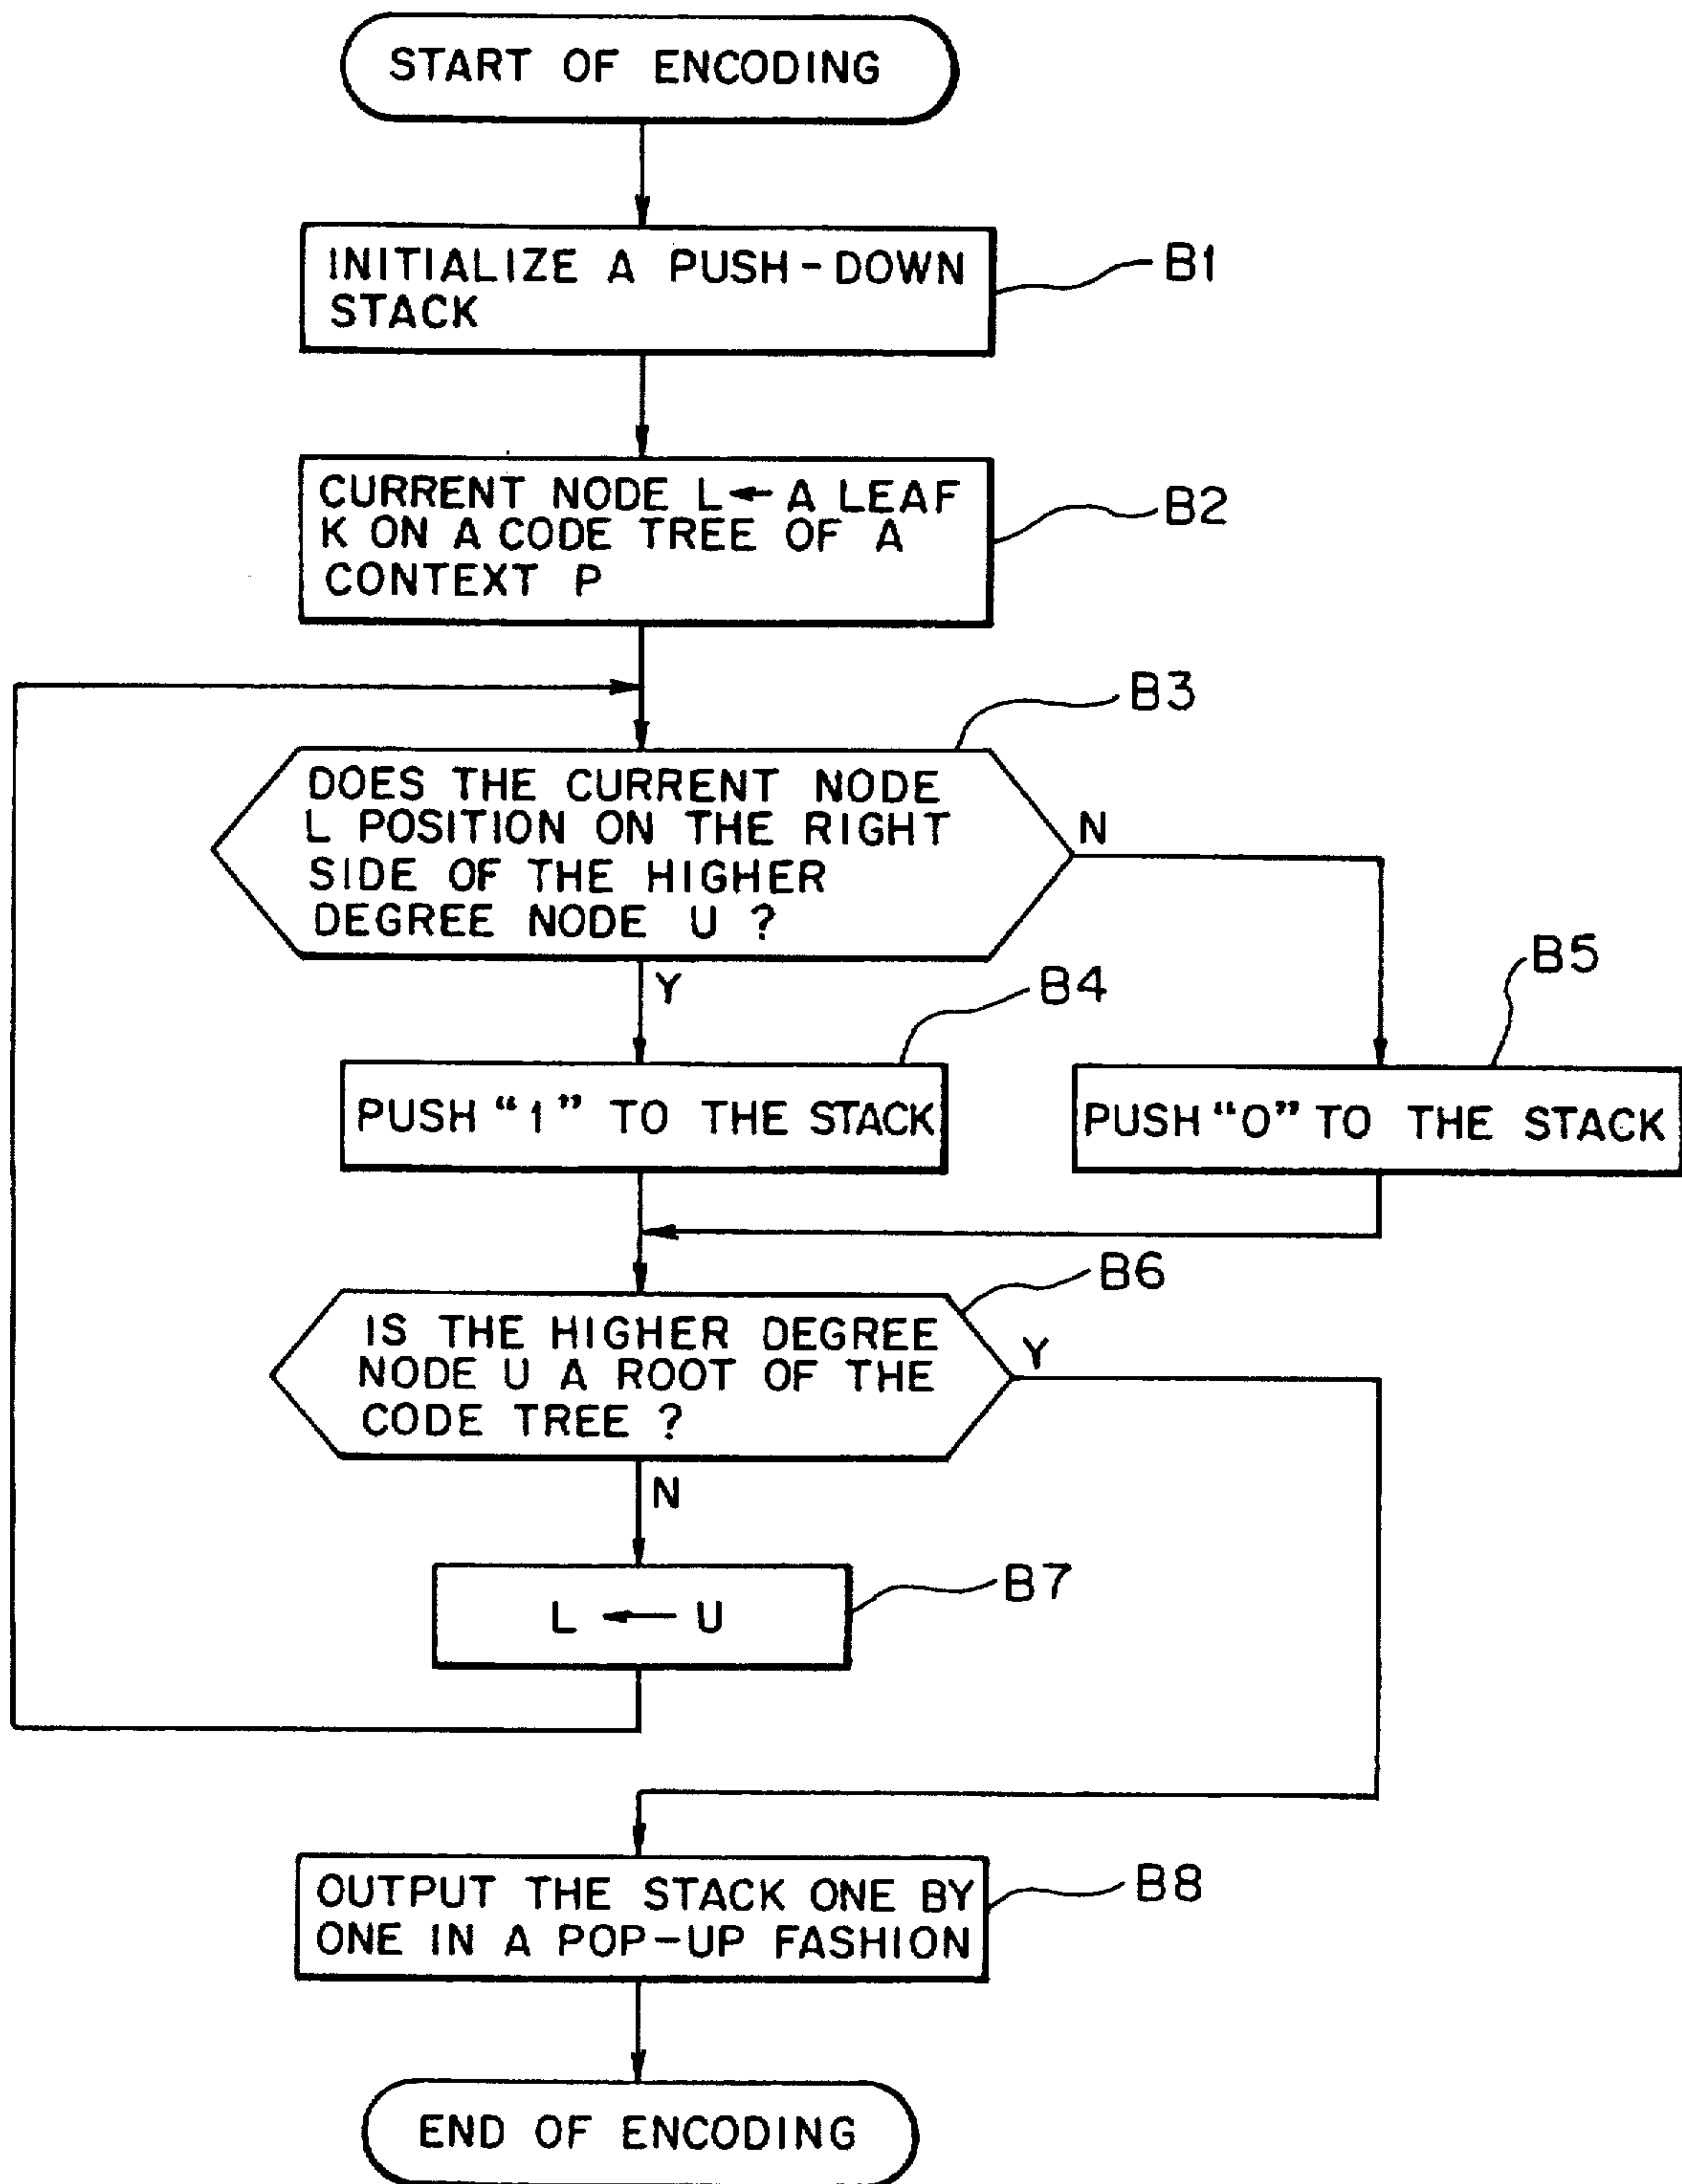 START OF ENCODING
INITIALIZE A PUSH-DOWN
STACK
B1
CURRENT NODE L ← A LEAF
K ON A CODE TREE OF A
CONTEXT P
B2
B3
DOES THE CURRENT NODE
L POSITION ON THE RIGHT
SIDE OF THE HIGHER
DEGREE NODE U ?
N
Y
B4
B5
PUSH “1” TO THE STACK
PUSH “0” TO THE STACK
B6
IS THE HIGHER DEGREE
NODE U A ROOT OF THE
CODE TREE ?
Y
N
B7
L ← U
OUTPUT THE STACK ONE BY
ONE IN A POP-UP FASHION
B8
END OF ENCODING